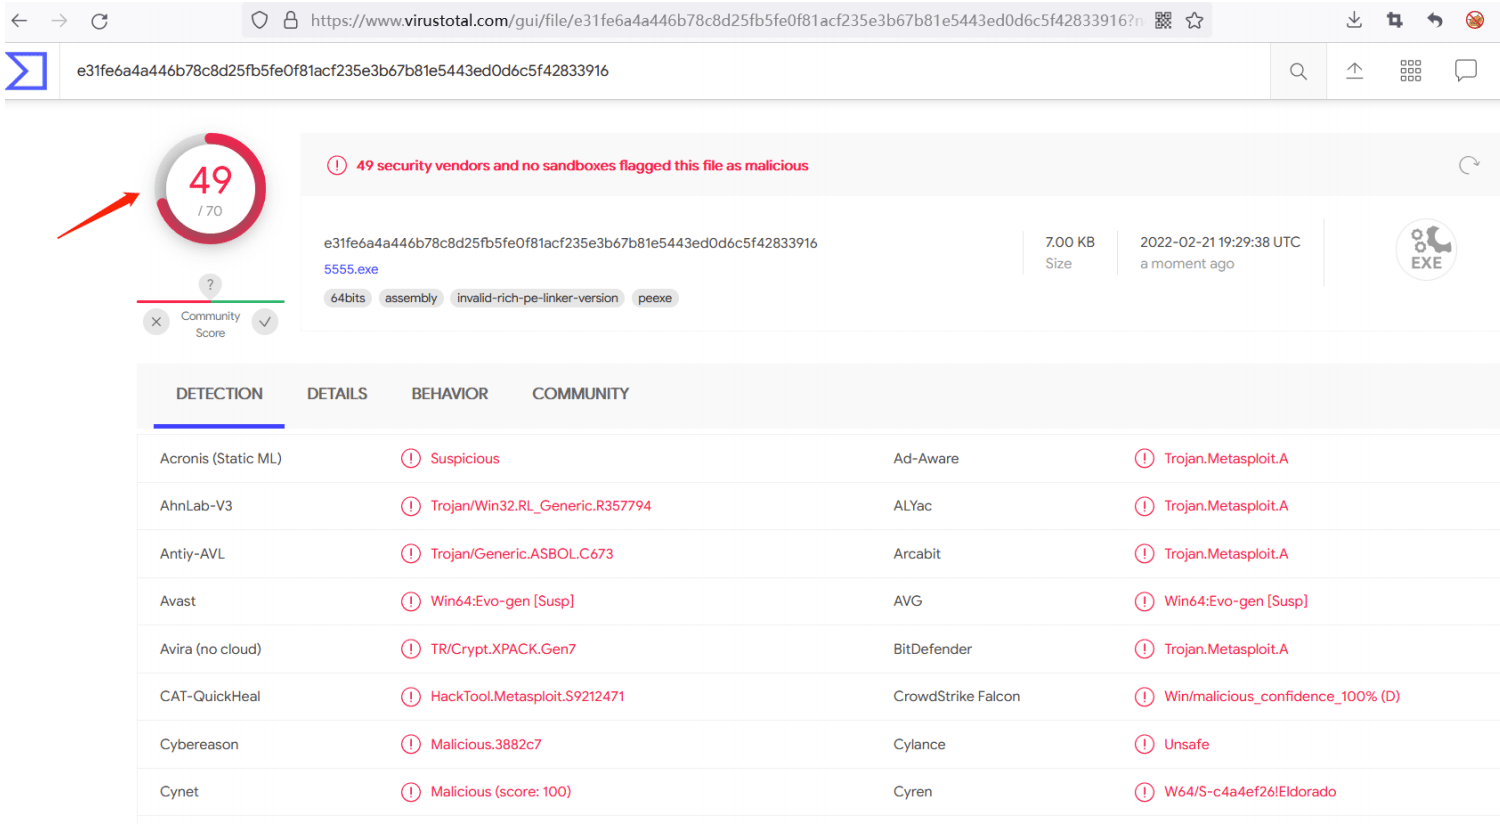 https://www.virustotal.com/gui/file/e31fe6a4a446b78c8d25fb5fe0f81acf235e3b67b81e5443ed0d6c5f42833916?n
e31fe6a4a446b78c8d25fb5fe0f81acf235e3b67b81e5443ed0d6c5f42833916
49
/ 70
49 security vendors and no sandboxes flagged this file as malicious
e31fe6a4a446b78c8d25fb5fe0f81acf235e3b67b81e5443ed0d6c5f42833916
5555.exe
64bits assembly invalid-rich-pe-linker-version peexe
7.00 KB
Size
2022-02-21 19:29:38 UTC
a moment ago
EXE
?
Community
Score
DETECTION DETAILS BEHAVIOR COMMUNITY
Acronis (Static ML) Suspicious Ad-Aware Trojan.Metasploit.A
AhnLab-V3 Trojan/Win32.RL_Generic.R357794 ALYac Trojan.Metasploit.A
Antiy-AVL Trojan/Generic.ASBOL.C673 Arcabit Trojan.Metasploit.A
Avast Win64:Evo-gen [Susp] AVG Win64:Evo-gen [Susp]
Avira (no cloud) TR/Crypt.XPACK.Gen7 BitDefender Trojan.Metasploit.A
CAT-QuickHeal HackTool.Metasploit.S9212471 CrowdStrike Falcon Win/malicious_confidence_100% (D)
Cybereason Malicious.3882c7 Cylance Unsafe
Cynet Malicious (score: 100) Cyren W64/S-c4a4ef26!Eldorado